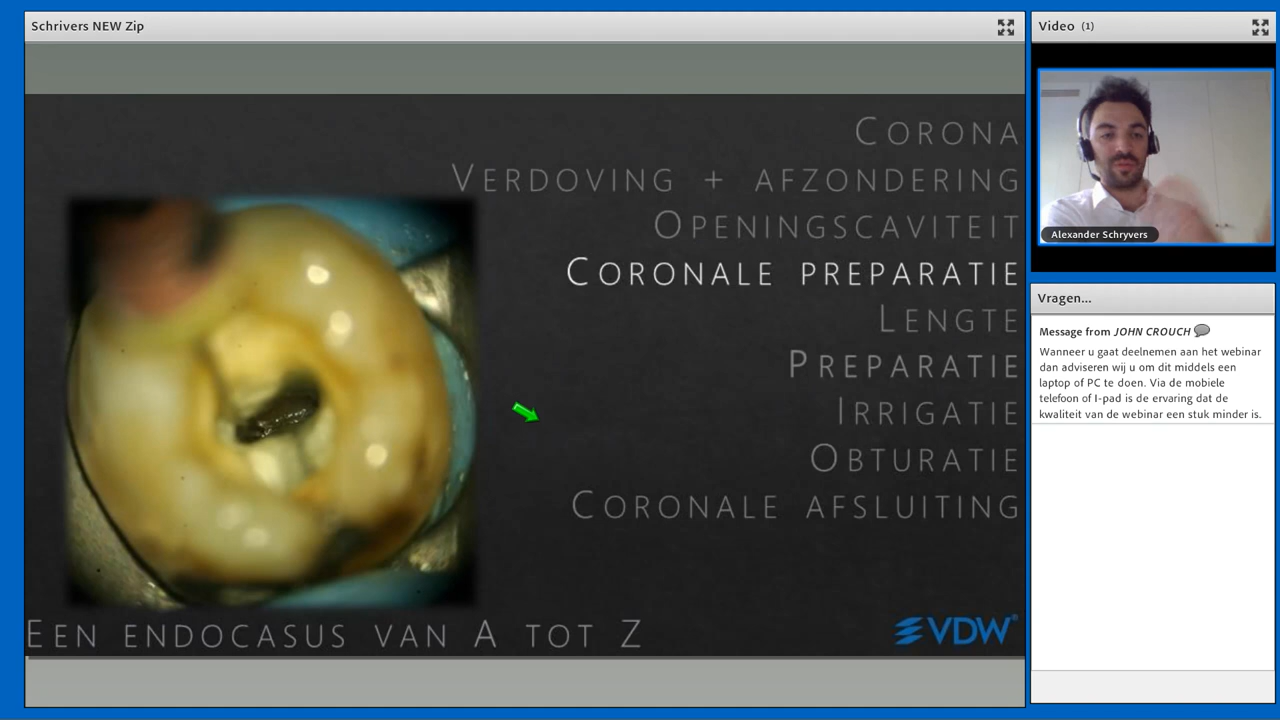 Schrivers NEW Zip
Corona
Verdoving + afzondering
Openingscaviteit
Coronale preparatie
Lengte
Preparatie
Irrigatie
Obturatie
Coronale afsluiting
Een endocasus van A tot Z
VDW®
Video (1)
Alexander Schryvers
Vragen...
Message from JOHN CROUCH
Wanneer u gaat deelnemen aan het webinar
dan adviseren wij u om dit middels een
laptop of PC te doen. Via de mobiele
telefoon of I-pad is de ervaring dat de
kwaliteit van de webinar een stuk minder is.